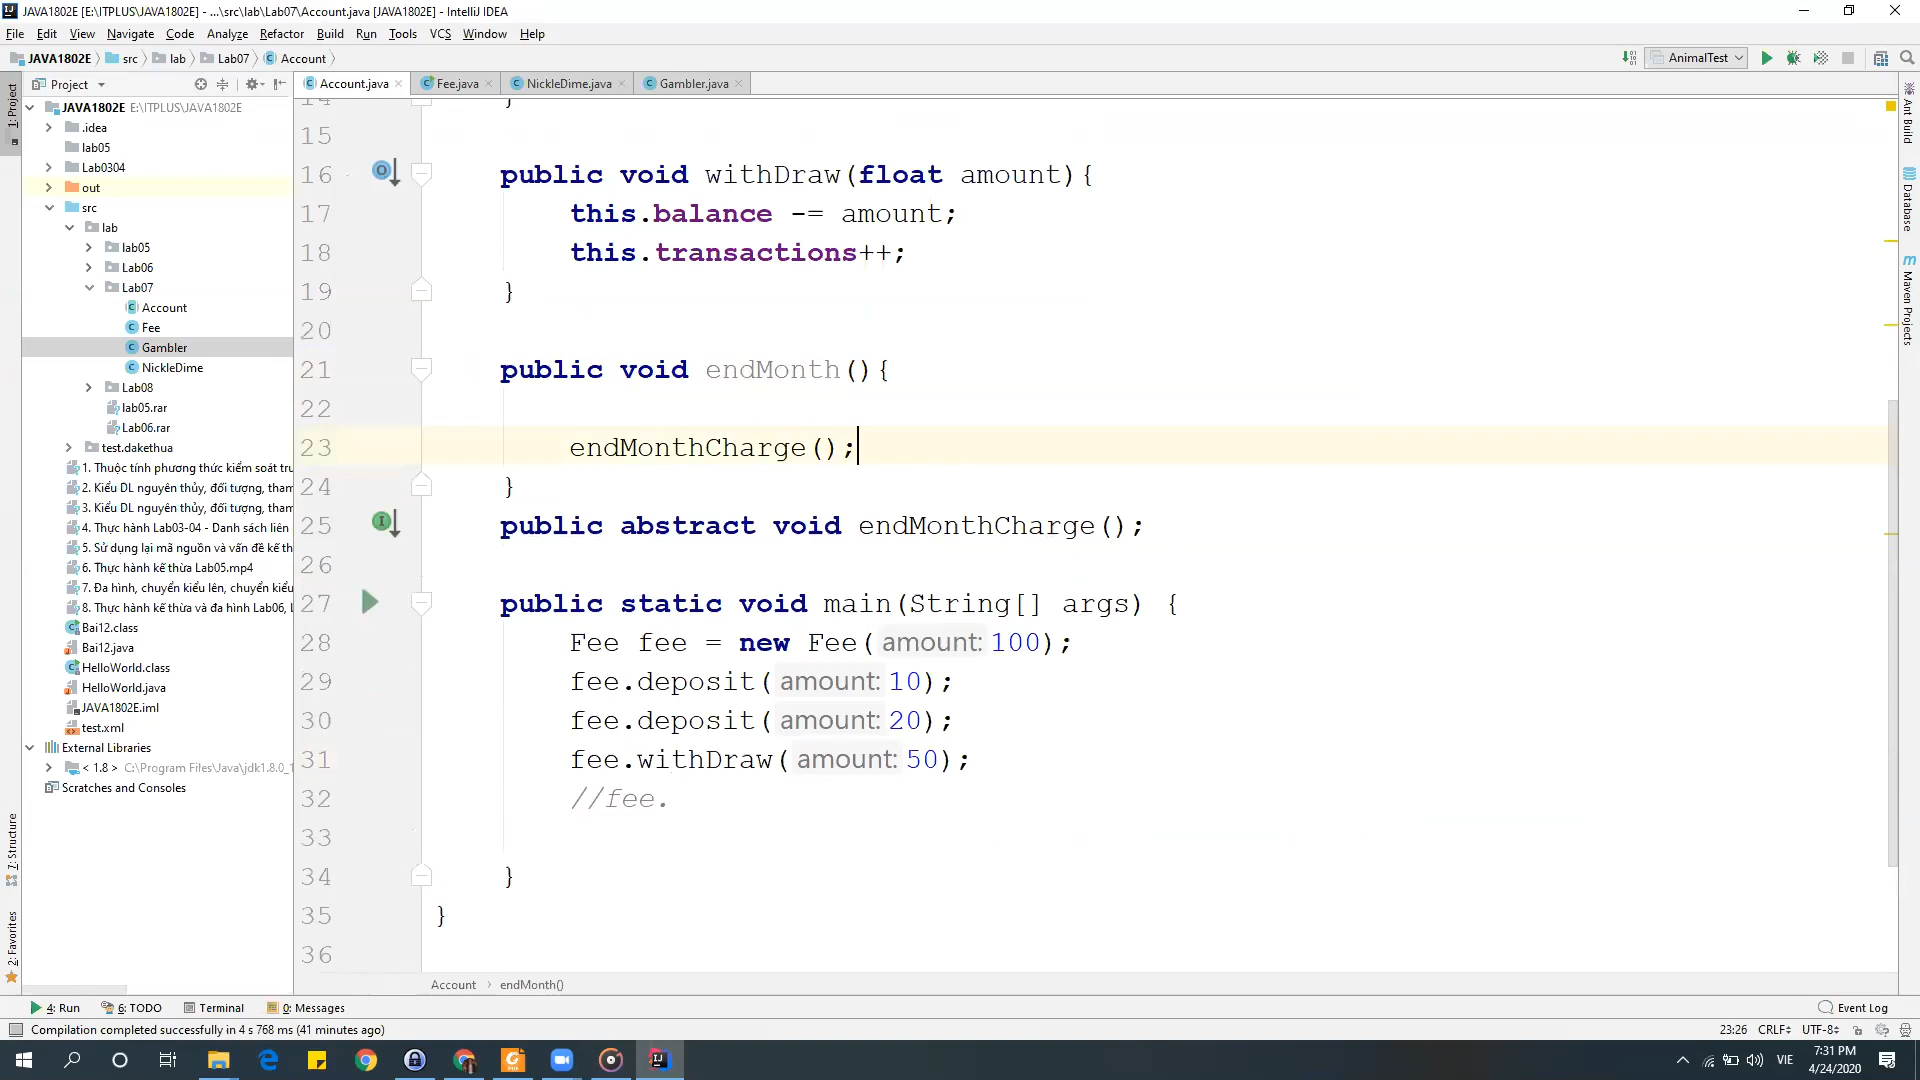 JAVA1802E [E:\ITPLUS\JAVA1802E] - ...\src\lab\Lab07\Account.java [JAVA1802E] - IntelliJ IDEA
File Edit View Navigate Code Analyze Refactor Build Run Tools VCS Window Help
JAVA1802E src lab Lab07 Account AnimalTest
Project
Account.java Fee.java NickleDime.java Gambler.java
1: Project
7: Structure
2: Favorites
JAVA1802E E:\ITPLUS\JAVA1802E
.idea
lab05
Lab0304
out
src
lab
lab05
Lab06
Lab07
Account
Fee
Gambler
NickleDime
Lab08
lab05.rar
Lab06.rar
test.dakethua
1. Thuộc tính phương thức kiểm soát tru
2. Kiểu DL nguyên thủy, đối tượng, tham
3. Kiểu DL nguyên thủy, đối tượng, tham
4. Thực hành Lab03-04 - Danh sách liên
5. Sử dụng lại mã nguồn và vấn đề kế th
6. Thực hành kế thừa Lab05.mp4
7. Đa hình, chuyển kiểu lên, chuyển kiểu
8. Thực hành kế thừa và đa hình Lab06, L
Bai12.class
Bai12.java
HelloWorld.class
HelloWorld.java
JAVA1802E.iml
test.xml
External Libraries
< 1.8 > C:\Program Files\Java\jdk1.8.0_1
Scratches and Consoles
14 }
15
16 public void withDraw(float amount){
17 this.balance -= amount;
18 this.transactions++;
19 }
20
21 public void endMonth(){
22
23 endMonthCharge();
24 }
25 public abstract void endMonthCharge();
26
27 public static void main(String[] args) {
28 Fee fee = new Fee( amount: 100);
29 fee.deposit( amount: 10);
30 fee.deposit( amount: 20);
31 fee.withDraw( amount: 50);
32 //fee.
33
34 }
35 }
36
Account endMonth()
Ant Build
Database
Maven Projects
4: Run 6: TODO Terminal 0: Messages Event Log
Compilation completed successfully in 4 s 768 ms (41 minutes ago) 23:26 CRLF UTF-8
VIE 7:31 PM
4/24/2020